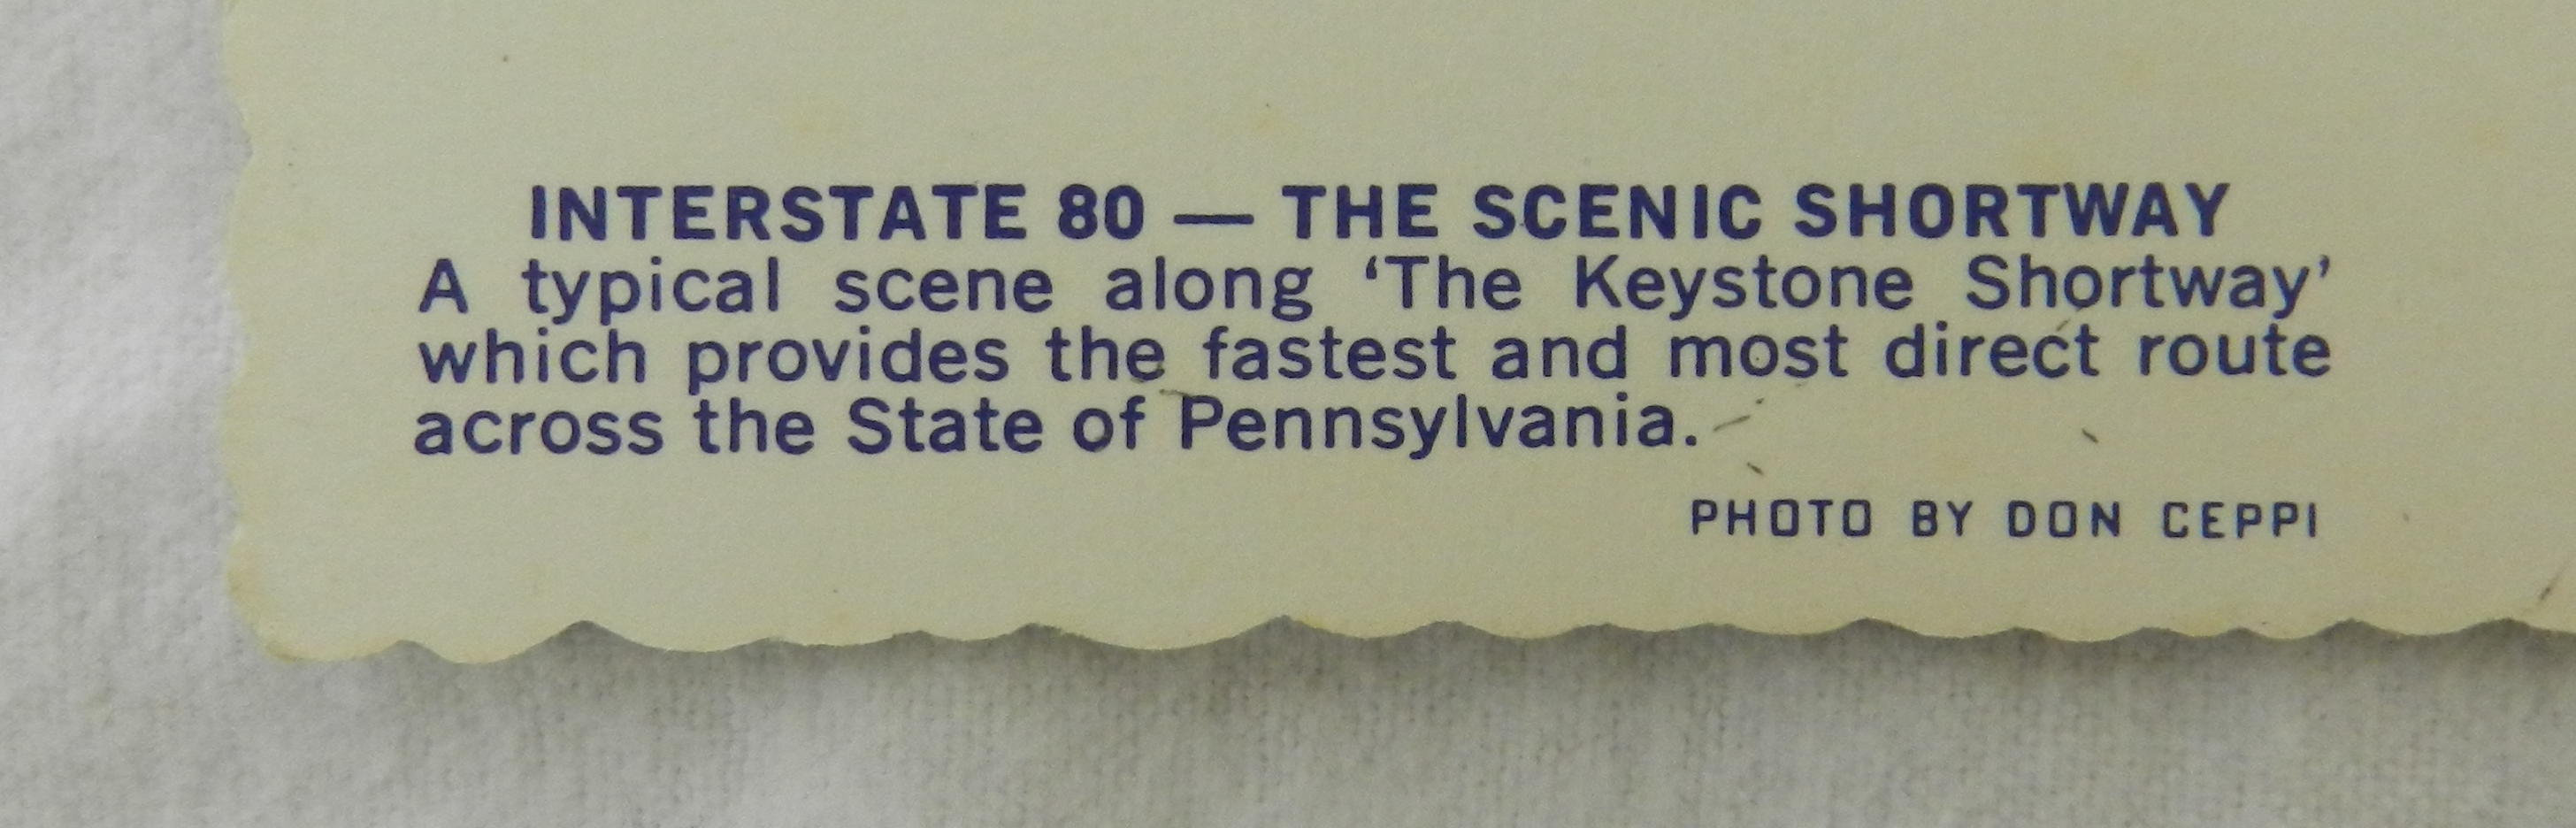 INTERSTATE 80 — THE SCENIC SHORTWAY
A typical scene along ‘The Keystone Shortway’
which provides the fastest and most direct route
across the State of Pennsylvania.
PHOTO BY DON CEPPI